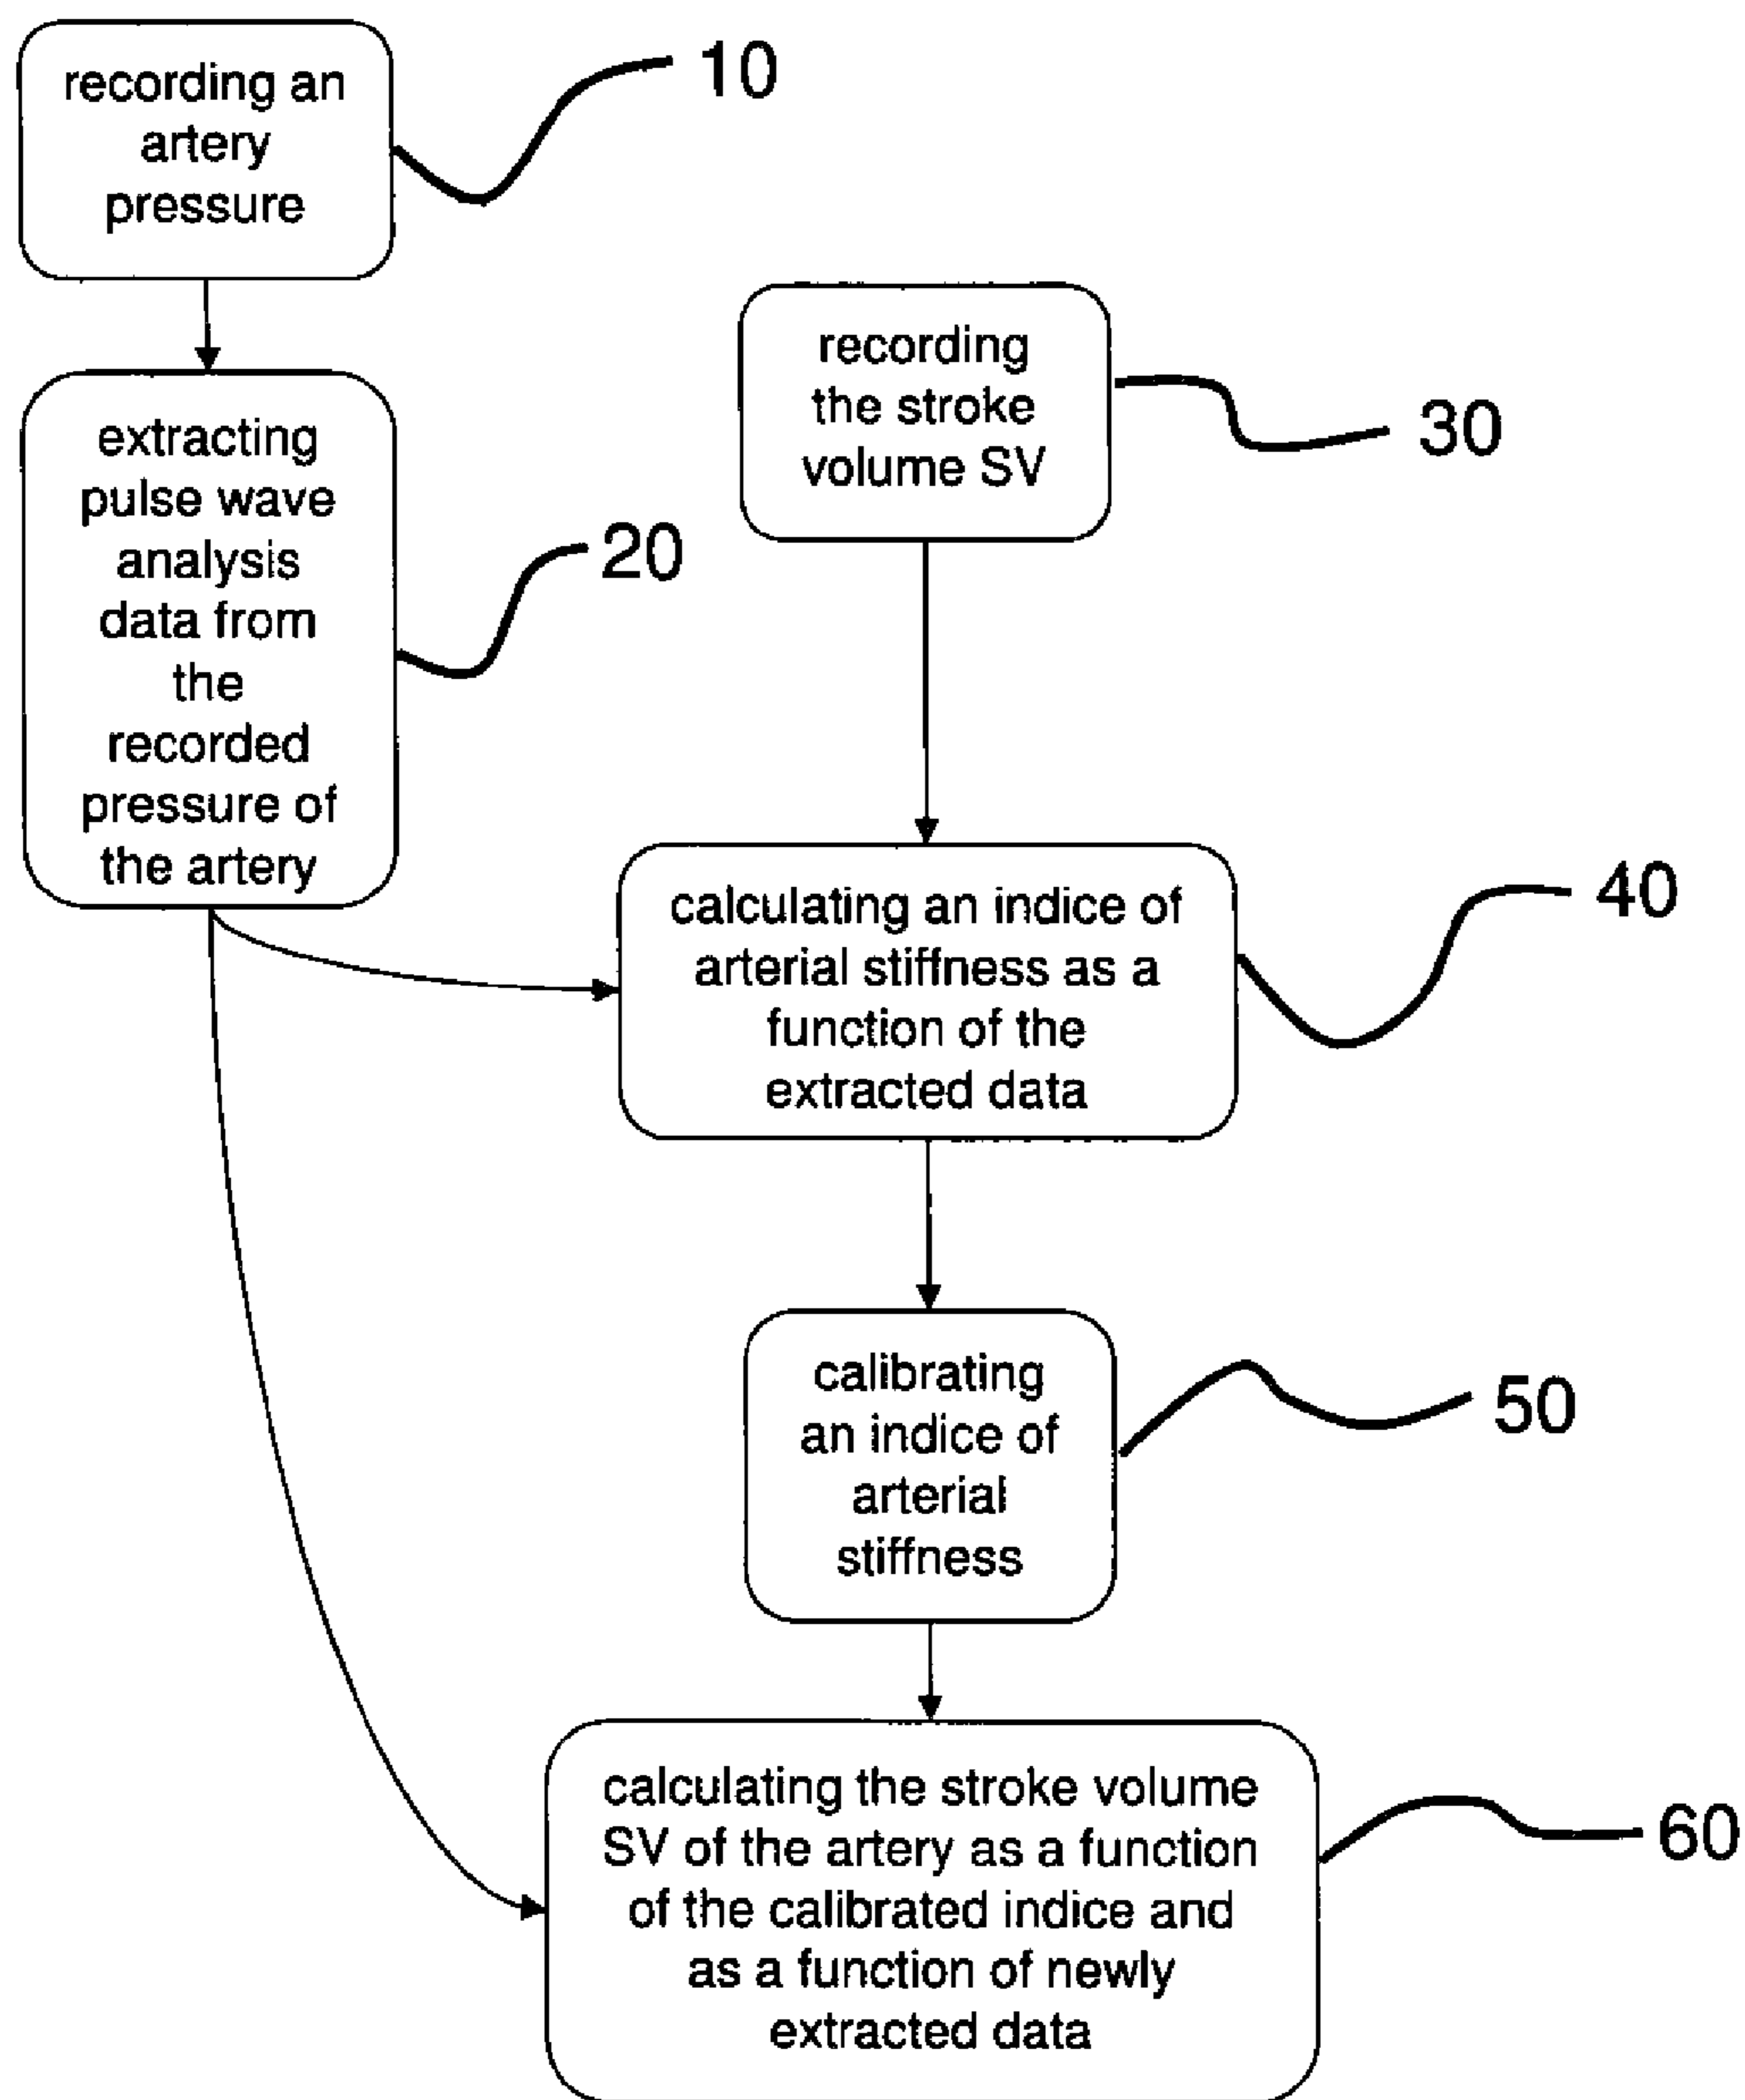 recording an
artery
pressure
10
extracting
pulse wave
analysis
data from
the
recorded
pressure of
the artery
20
recording
the stroke
volume SV
30
calculating an indice of
arterial stiffness as a
function of the
extracted data
40
calibrating
an indice of
arterial
stiffness
50
calculating the stroke volume
SV of the artery as a function
of the calibrated indice and
as a function of newly
extracted data
60